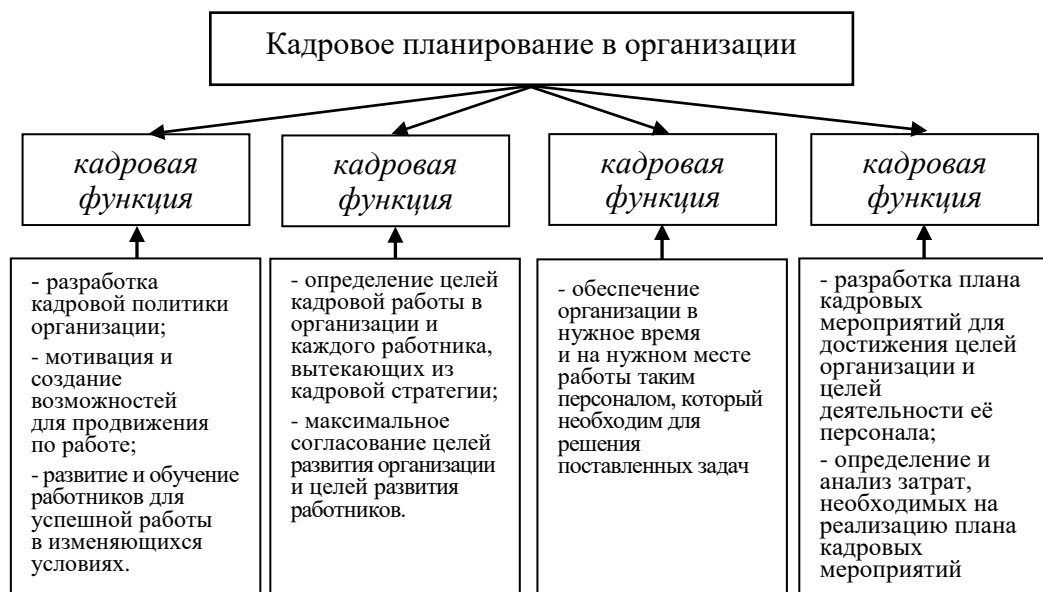 Кадровое планирование в организации
кадровая
функция
кадровая
функция
кадровая
функция
кадровая
функция
- разработка
кадровой политики
организации;
- мотивация и
создание
возможностей
для продвижения
по работе;
- развитие и обучение
работников для
успешной работы
в изменяющихся
условиях.
- определение целей
кадровой работы в
организации и
каждого работника,
вытекающих из
кадровой стратегии;
- максимальное
согласование целей
развития организации
и целей развития
работников.
- обеспечение
организации в
нужное время
и на нужном месте
работы таким
персоналом, который
необходим для
решения
поставленных задач
- разработка плана
кадровых
мероприятий для
достижения целей
организации и
целей
деятельности её
персонала;
- определение и
анализ затрат,
необходимых на
реализацию плана
кадровых
мероприятий